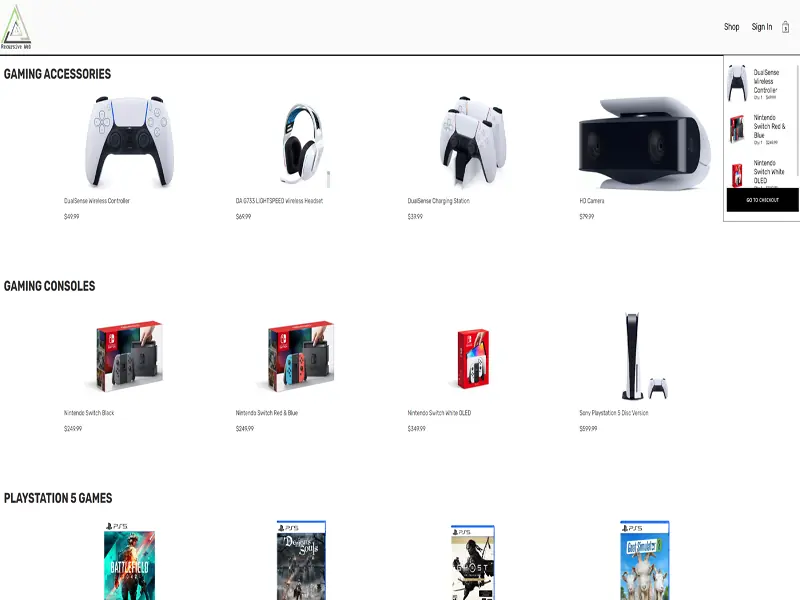 Recursive Web
Shop Sign In
GAMING ACCESSORIES
DualSense Wireless Controller
$49.99
OA G733 LIGHTSPEED Wireless Headset
$69.99
DualSense Charging Station
$39.99
HD Camera
$79.99
DualSense
Wireless
Controller
Qty: 1 $49.99
Nintendo
Switch Red &
Blue
Qty: 1 $249.99
Nintendo
Switch White
OLED
GO TO CHECKOUT
GAMING CONSOLES
Nintendo Switch Black
$249.99
Nintendo Switch Red & Blue
$249.99
Nintendo Switch White OLED
$349.99
Sony Playstation 5 Disc Version
$599.99
PLAYSTATION 5 GAMES
PS5
BATTLEFIELD
PS5
Demon's
Souls
PS5
GHOST
PS5
Goat Simulator 3